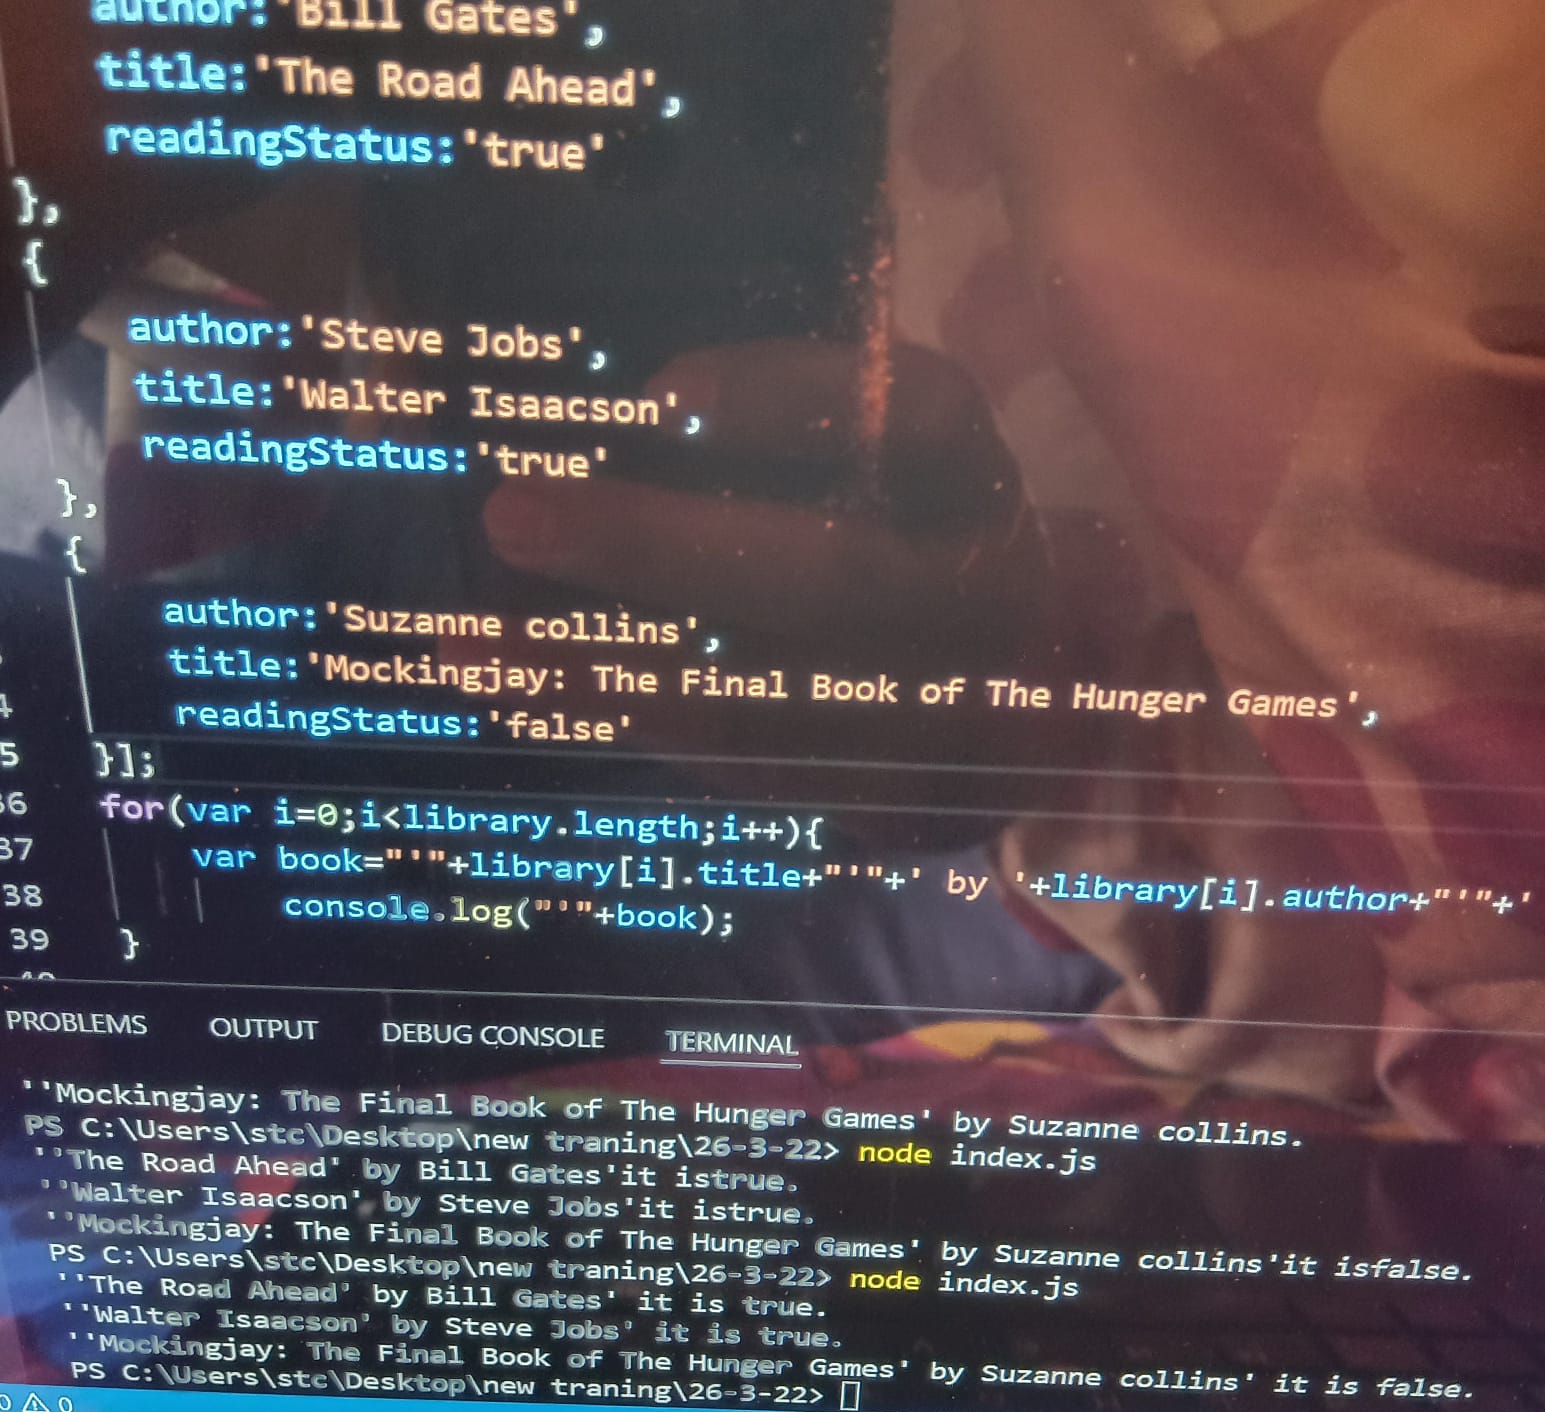 author:'Bill Gates',
title:'The Road Ahead',
readingStatus:'true'
},
{
author:'Steve Jobs',
title:'Walter Isaacson',
readingStatus:'true'
},
{
author:'Suzanne collins',
title:'Mockingjay: The Final Book of The Hunger Games',
4 readingStatus:'false'
5 }];
36 for(var i=0;i<library.length;i++){
37 var book="'"+library[i].title+"'"+' by '+library[i].author+"'"+'
38 console.log("'"+book);
39 }
PROBLEMS OUTPUT DEBUG CONSOLE TERMINAL
''Mockingjay: The Final Book of The Hunger Games' by Suzanne collins.
PS C:\Users\stc\Desktop\new traning\26-3-22> node index.js
''The Road Ahead' by Bill Gates'it istrue.
''Walter Isaacson' by Steve Jobs'it istrue.
''Mockingjay: The Final Book of The Hunger Games' by Suzanne collins'it isfalse.
PS C:\Users\stc\Desktop\new traning\26-3-22> node index.js
''The Road Ahead' by Bill Gates' it is true.
''Walter Isaacson' by Steve Jobs' it is true.
''Mockingjay: The Final Book of The Hunger Games' by Suzanne collins' it is false.
PS C:\Users\stc\Desktop\new traning\26-3-22>
0 0